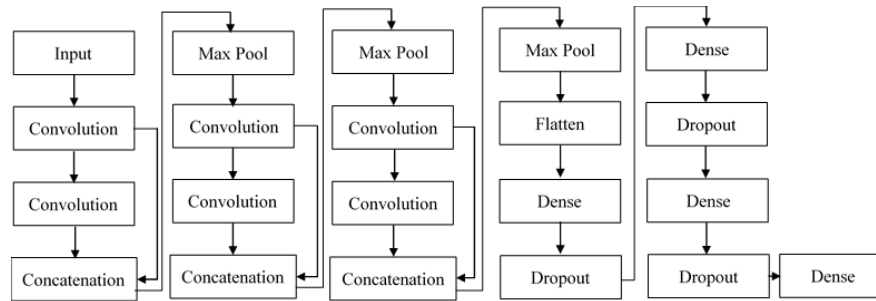 Input
Convolution
Convolution
Concatenation
Max Pool
Convolution
Convolution
Concatenation
Max Pool
Convolution
Convolution
Concatenation
Max Pool
Flatten
Dense
Dropout
Dense
Dropout
Dense
Dropout
Dense